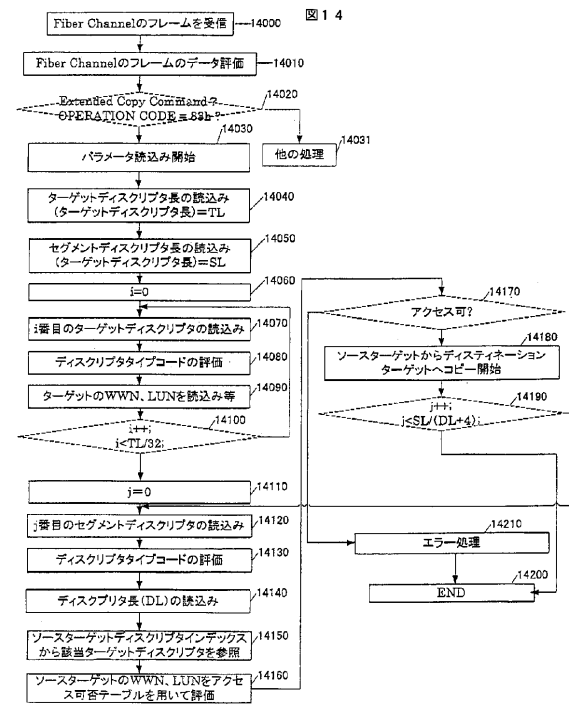 図14
Fiber Channelのフレームを受信
14000
Fiber Channelのフレームのデータ評価
14010
Extended Copy Command?
OPERATION CODE = 83h?
14020
14030
パラメータ読込み開始
他の処理
14031
ターゲットディスクリプタ長の読込み
(ターゲットディスクリプタ長)=TL
14040
セグメントディスクリプタ長の読込み
(ターゲットディスクリプタ長)=SL
14050
14060
i=0
i番目のターゲットディスクリプタの読込み
14070
ディスクリプタタイプコードの評価
14080
ターゲットのWWN、LUNを読込み等
14090
14100
i++;
i<TL/32;
j=0
14110
j番目のセグメントディスクリプタの読込み
14120
ディスクリプタタイプコードの評価
14130
ディスクプリタ長(DL)の読込み
14140
ソースターゲットディスクリプタインデックス
から該当ターゲットディスクリプタを参照
14150
ソースターゲットのWWN、LUNをアクセ
ス可否テーブルを用いて評価
14160
14170
アクセス可?
14180
ソースターゲットからディスティネーション
ターゲットへコピー開始
14190
j++;
j<SL/(DL+4);
14210
エラー処理
14200
END